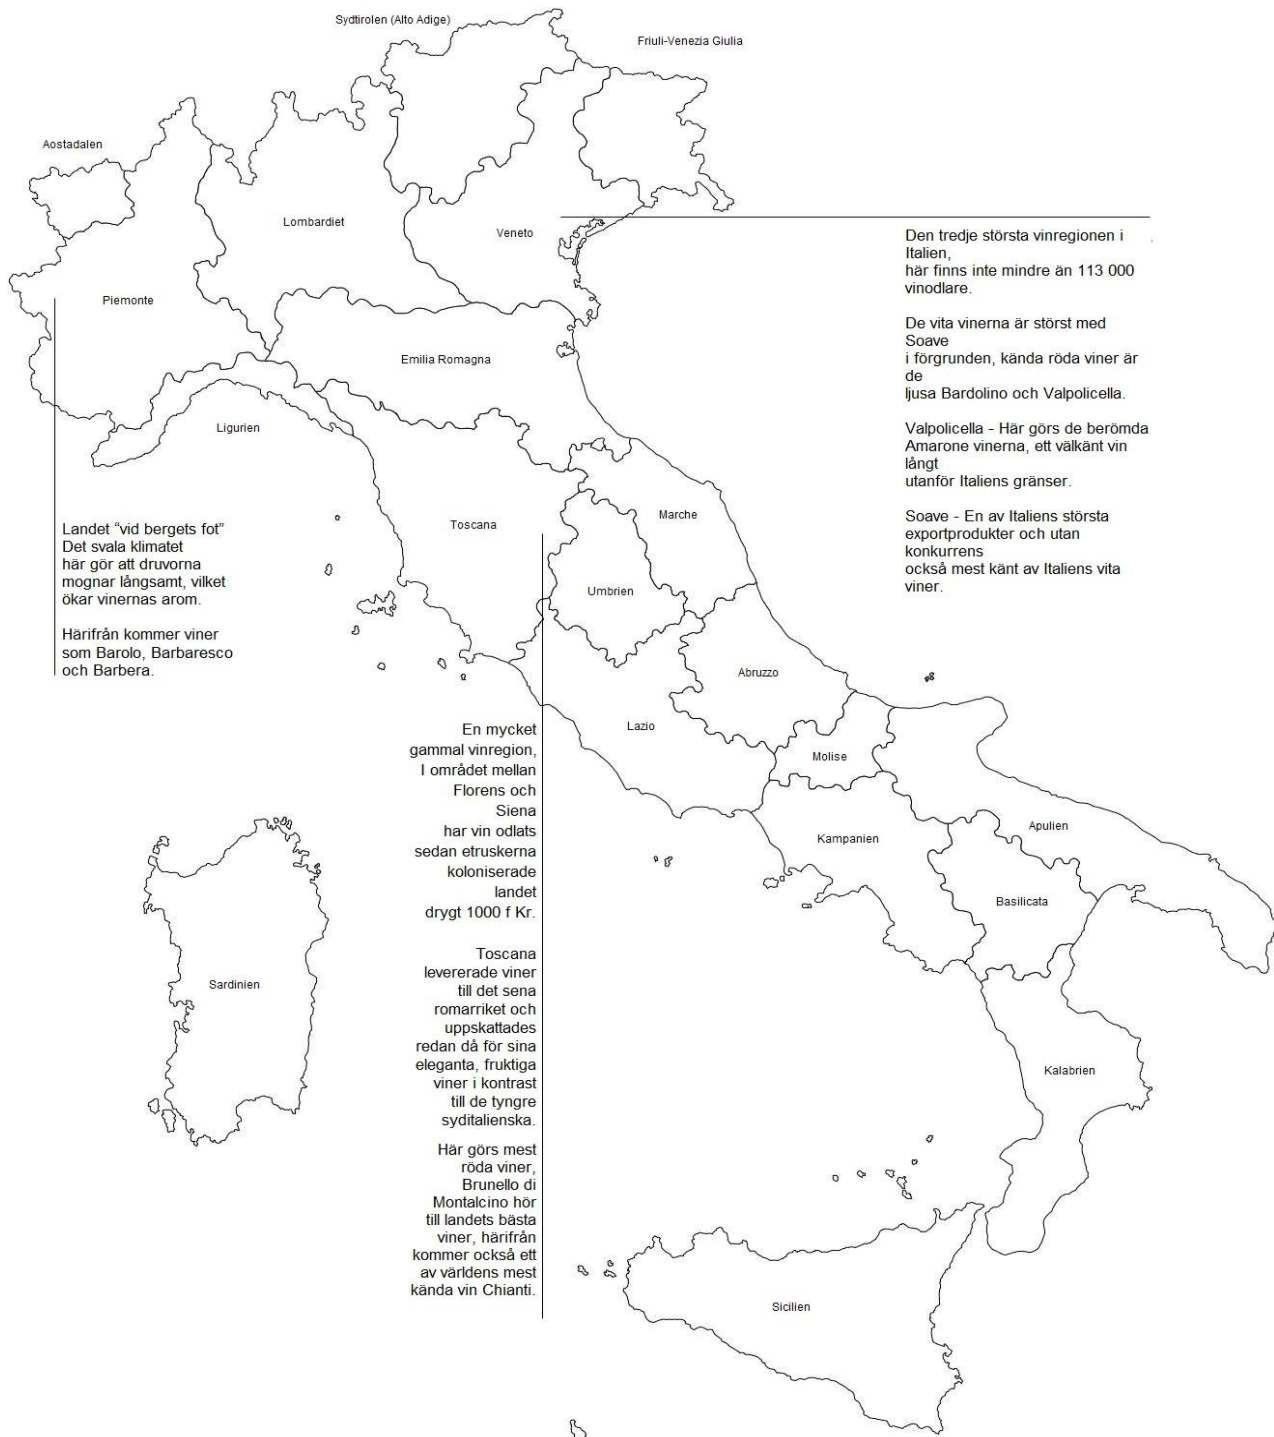 Sydtirolen (Alto Adige)
Friuli-Venezia Giulia
Aostadalen
Lombardiet
Veneto
Piemonte
Emilia Romagna
Ligurien
Den tredje största vinregionen i
Italien,
här finns inte mindre än 113 000
vinodlare.
De vita vinerna är störst med
Soave
i förgrunden, kända röda viner är
de
ljusa Bardolino och Valpolicella.
Valpolicella - Här görs de berömda
Amarone vinerna, ett välkänt vin
långt
utanför Italiens gränser.
Soave - En av Italiens största
exportprodukter och utan
konkurrens
också mest känt av Italiens vita
viner.
Landet “vid bergets fot”
Det svala klimatet
här gör att druvorna
mognar långsamt, vilket
ökar vinernas arom.
Härifrån kommer viner
som Barolo, Barbaresco
och Barbera.
Toscana
Marche
Umbrien
Abruzzo
Lazio
Molise
Kampanien
Apulien
Basilicata
Sardinien
Kalabrien
Sicilien
En mycket
gammal vinregion,
I området mellan
Florens och
Siena
har vin odlats
sedan etruskerna
koloniserade
landet
drygt 1000 f Kr.
Toscana
levererade viner
till det sena
romarriket och
uppskattades
redan då för sina
eleganta, fruktiga
viner i kontrast
till de tyngre
syditalienska.
Här görs mest
röda viner,
Brunello di
Montalcino hör
till landets bästa
viner, härifrån
kommer också ett
av världens mest
kända vin Chianti.